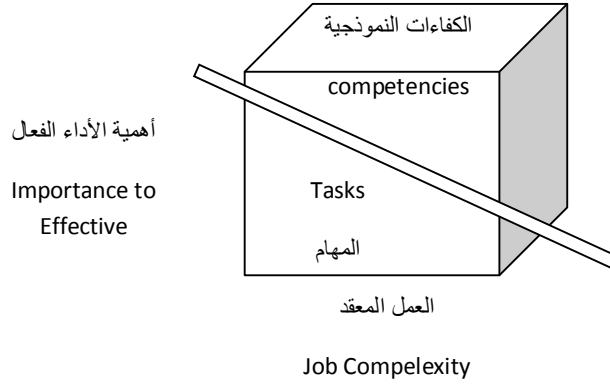 الكفاءات النموذجية
competencies
أهمية الأداء الفعال
Importance to
Effective
Tasks
المهام
العمل المعقد
Job Compelexity